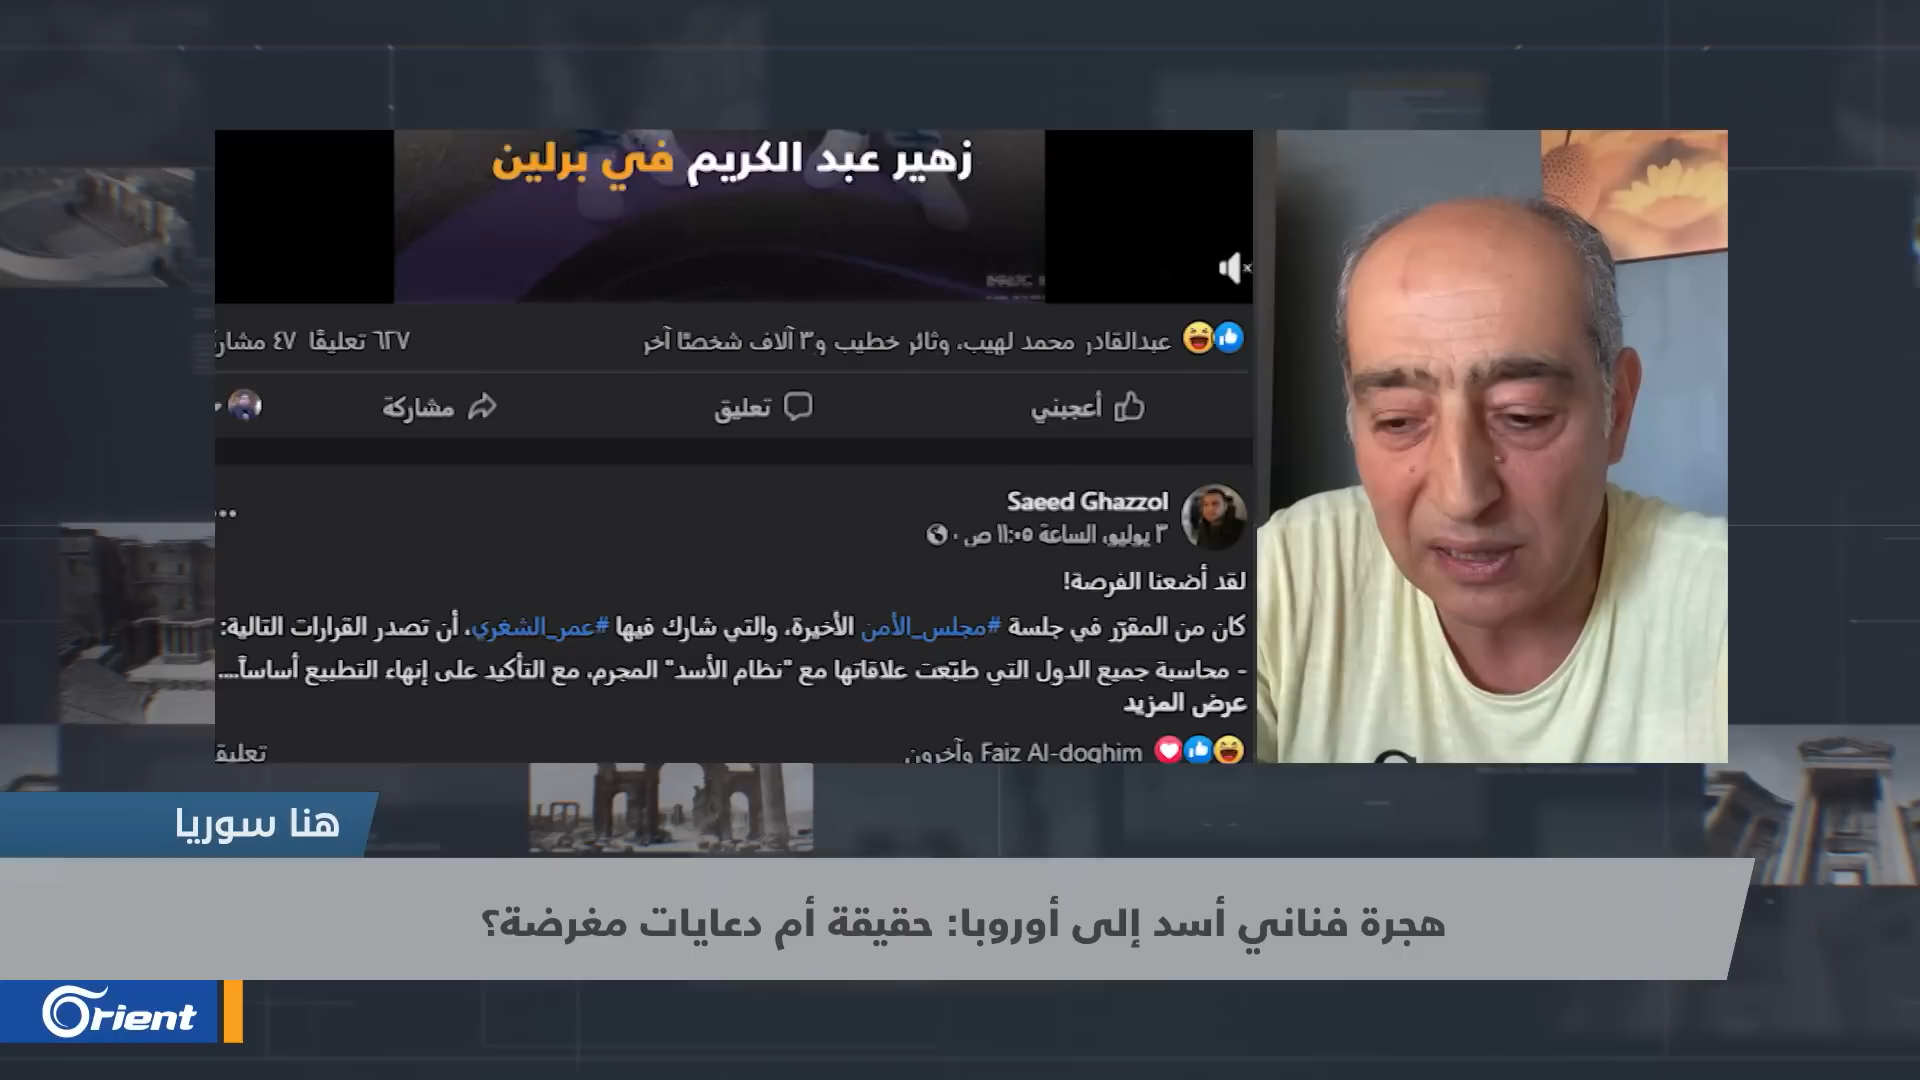 زهير عبد الكريم في برلين
عبدالقادر محمد لهيب، وثائر خطيب و٣ آلاف شخصًا آخر
٦٢٧ تعليقًا ٤٧ مشار
أعجبني
تعليق
مشاركة
Saeed Ghazzol
٣ يوليو، الساعة ١١:٠٥ ص ·
لقد أضعنا الفرصة!
كان من المقرّر في جلسة #مجلس_الأمن الأخيرة، والتي شارك فيها #عمر_الشغري، أن تصدر القرارات التالية:
- محاسبة جميع الدول التي طبّعت علاقاتها مع "نظام الأسد" المجرم، مع التأكيد على إنهاء التطبيع أساساً....
عرض المزيد
Faiz Al-doghim وآخرون
تعليق
هنا سوريا
هجرة فناني أسد إلى أوروبا: حقيقة أم دعايات مغرضة؟
Orient